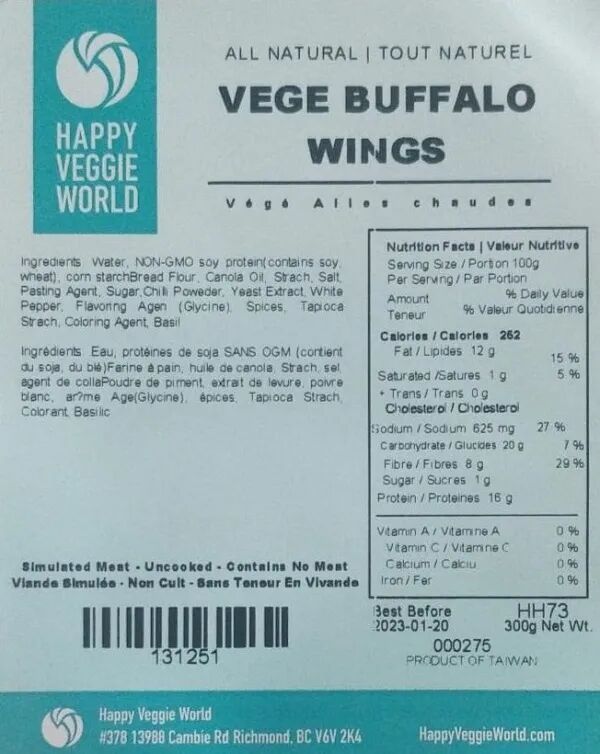 HAPPY
VEGGIE
WORLD
ALL NATURAL | TOUT NATUREL
VEGE BUFFALO
WINGS
Végé Ailes chaudes
Ingredients Water, NON-GMO soy protein(contains soy,
wheat), corn starchBread Flour, Canola Oil, Strach, Salt,
Pasting Agent, Sugar,Chili Powder, Yeast Extract, White
Pepper, Flavoring Agen (Glycine), Spices, Tapioca
Strach, Coloring Agent, Basil
Ingrédients Eau, protéines de soja SANS OGM (contient
du soja, du blé)Farine à pain, huile de canola, Strach, sel,
agent de collaPoudre de piment, extrait de levure, poivre
blanc, ar?me Age(Glycine), épices, Tapioca Strach,
Colorant Basilic
Nutrition Facts | Valeur Nutritive
Serving Size / Portion 100g
Per Serving / Par Portion
Amount % Daily Value
Teneur % Valeur Quotidienne
Calories / Calories 262
Fat / Lipides 12 g 15 %
Saturated /Satures 1 g 5 %
+ Trans / Trans 0 g
Cholesterol / Cholesterol
Sodium / Sodium 625 mg 27 %
Carbohydrate / Glucides 20 g 7 %
Fibre / Fibres 8 g 29 %
Sugar / Sucres 1 g
Protein / Proteines 16 g
Vitamin A / Vitamine A 0 %
Vitamin C / Vitamine C 0 %
Calcium / Calciu 0 %
Iron / Fer 0 %
Simulated Meat - Uncooked - Contains No Meat
Viande Simulée - Non Cuit - Sans Teneur En Vivande
131251
Best Before
2023-01-20
HH73
300g Net Wt.
000275
PRODUCT OF TAIWAN
Happy Veggie World
#378 13988 Cambie Rd Richmond, BC V6V 2K4
HappyVeggieWorld.com